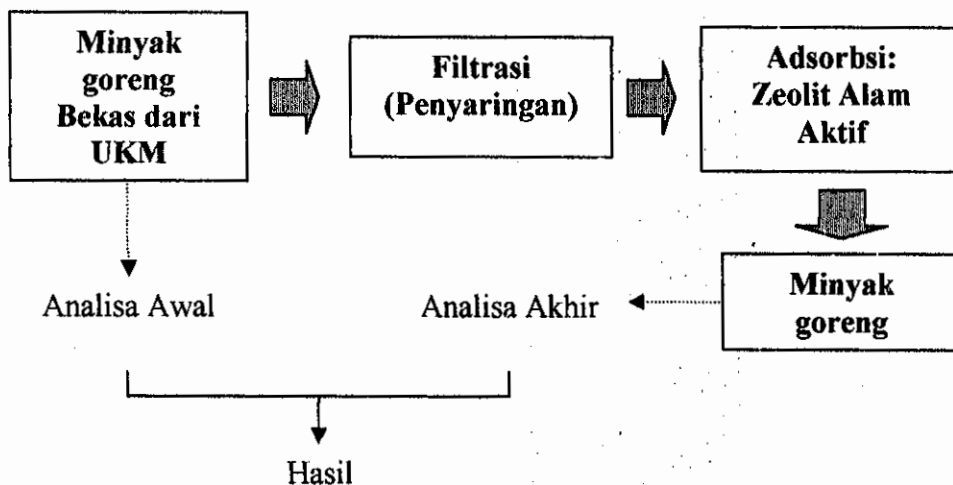 Minyak
goreng
Bekas dari
UKM
Filtrasi
(Penyaringan)
Adsorbsi:
Zeolit Alam
Aktif
Analisa Awal
Analisa Akhir
Minyak
goreng
Hasil